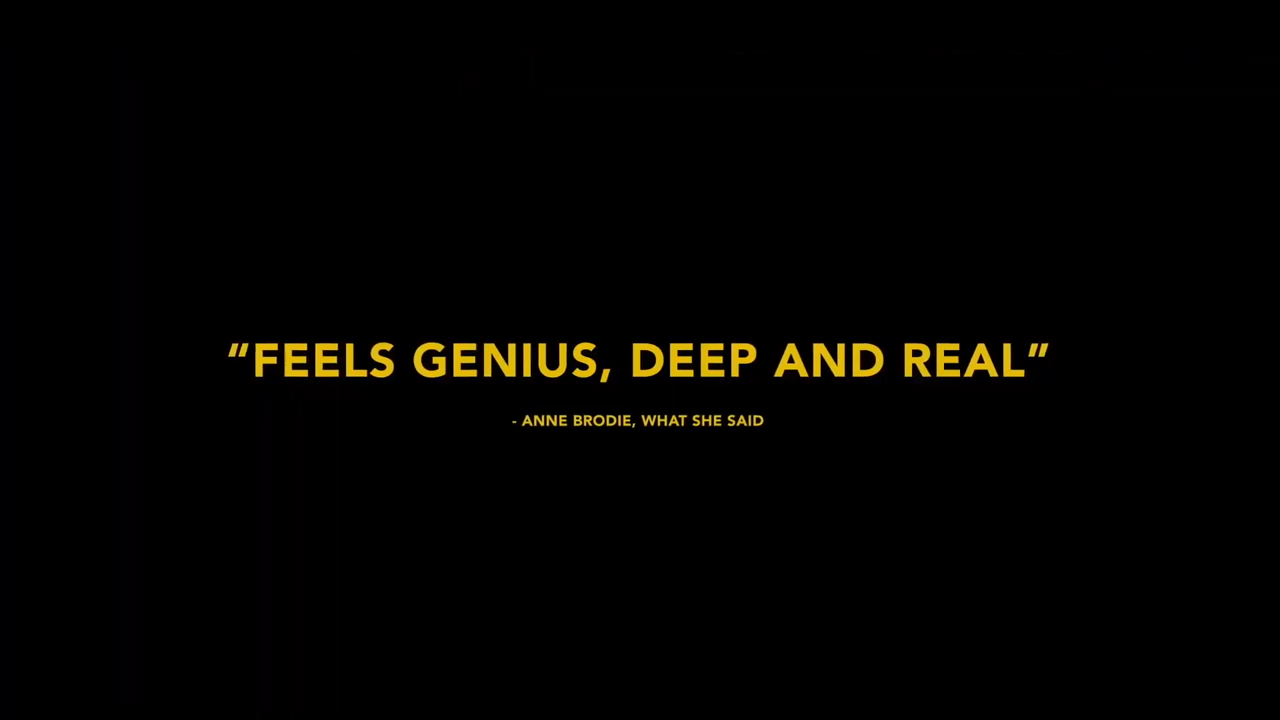 “FEELS GENIUS, DEEP AND REAL”
- ANNE BRODIE, WHAT SHE SAID